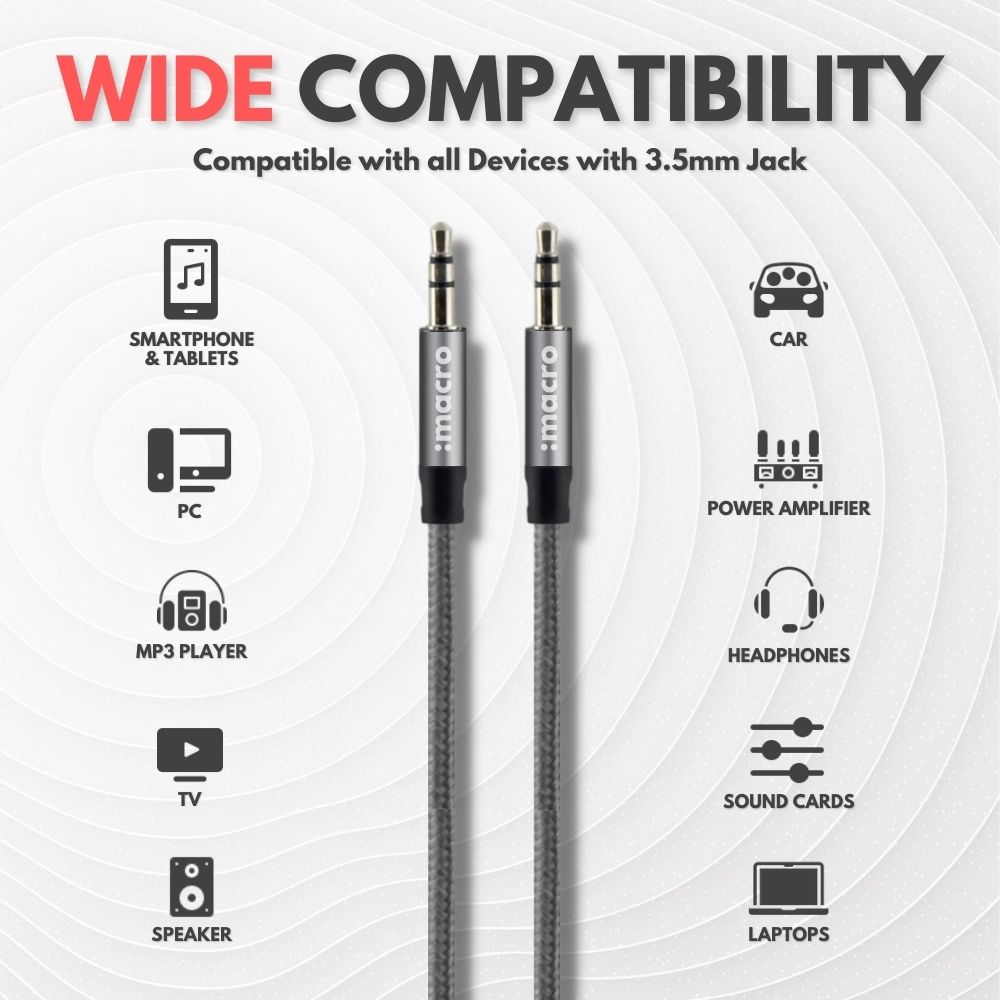 WIDE COMPATIBILITY
Compatible with all Devices with 3.5mm Jack
SMARTPHONE
& TABLETS
PC
MP3 PLAYER
TV
SPEAKER
:macro
:macro
CAR
POWER AMPLIFIER
HEADPHONES
SOUND CARDS
LAPTOPS